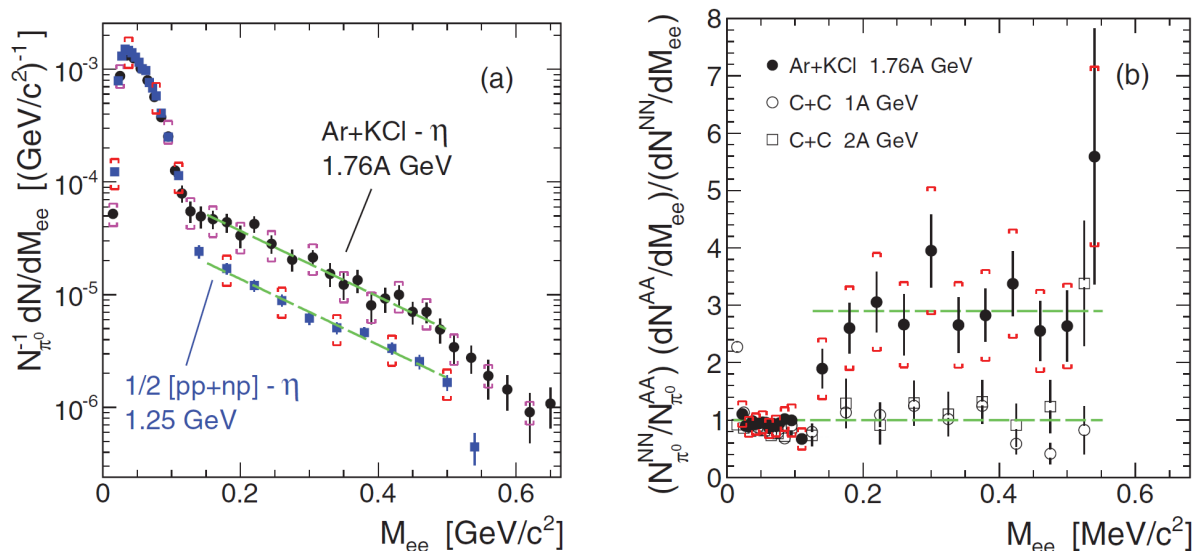 (a)
N_{π^0}^{-1} dN/dM_{ee} [(GeV/c^2)^{-1}]
10^{-3}
10^{-4}
10^{-5}
10^{-6}
Ar+KCl - η
1.76A GeV
1/2 [pp+np] - η
1.25 GeV
0 0.2 0.4 0.6
M_{ee} [GeV/c^2]
(b)
(N_{π^0}^{NN}/N_{π^0}^{AA}) (dN^{AA}/dM_{ee})/(dN^{NN}/dM_{ee})
8
7
6
5
4
3
2
1
0
Ar+KCl 1.76A GeV
C+C 1A GeV
C+C 2A GeV
0 0.2 0.4 0.6
M_{ee} [MeV/c^2]